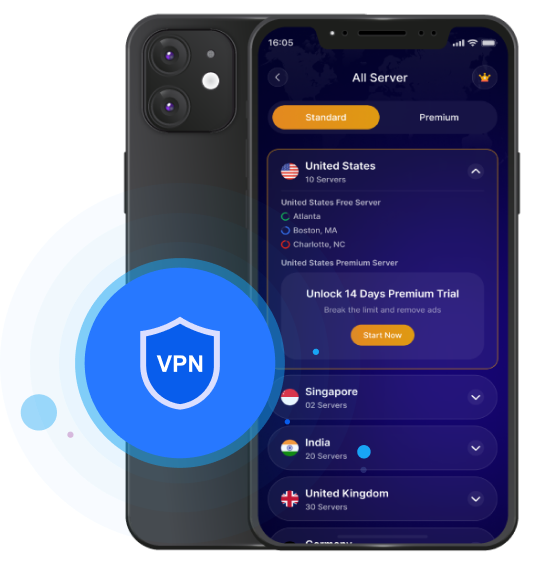 16:05
All Server
Standard
Premium
United States
10 Servers
United States Free Server
Atlanta
Boston, MA
Charlotte, NC
United States Premium Server
Unlock 14 Days Premium Trial
Break the limit and remove ads
Start Now
VPN
Singapore
02 Servers
India
20 Servers
United Kingdom
30 Servers
Germany